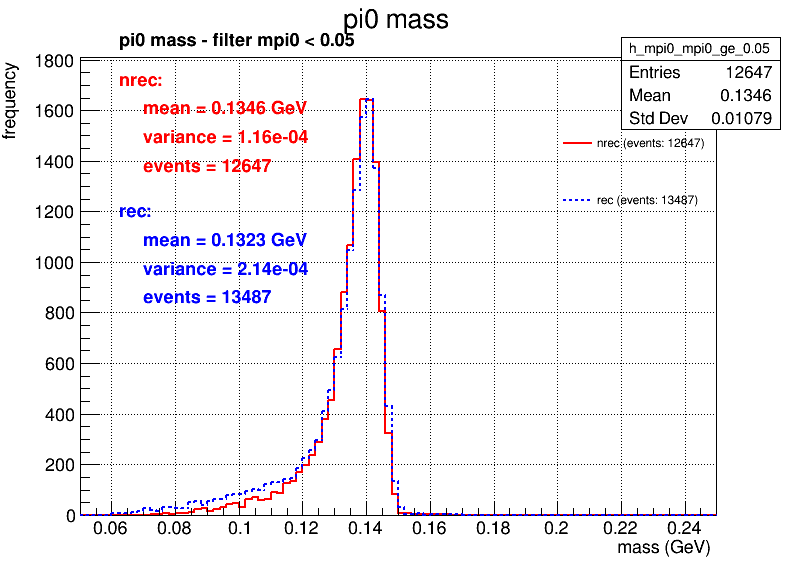 pi0 mass
pi0 mass - filter mpi0 < 0.05
h_mpi0_mpi0_ge_0.05
Entries 12647
Mean 0.1346
Std Dev 0.01079
nrec:
mean = 0.1346 GeV
variance = 1.16e-04
events = 12647
rec:
mean = 0.1323 GeV
variance = 2.14e-04
events = 13487
nrec (events: 12647)
rec (events: 13487)
frequency
1800
1600
1400
1200
1000
800
600
400
200
0
0.06 0.08 0.1 0.12 0.14 0.16 0.18 0.2 0.22 0.24
mass (GeV)